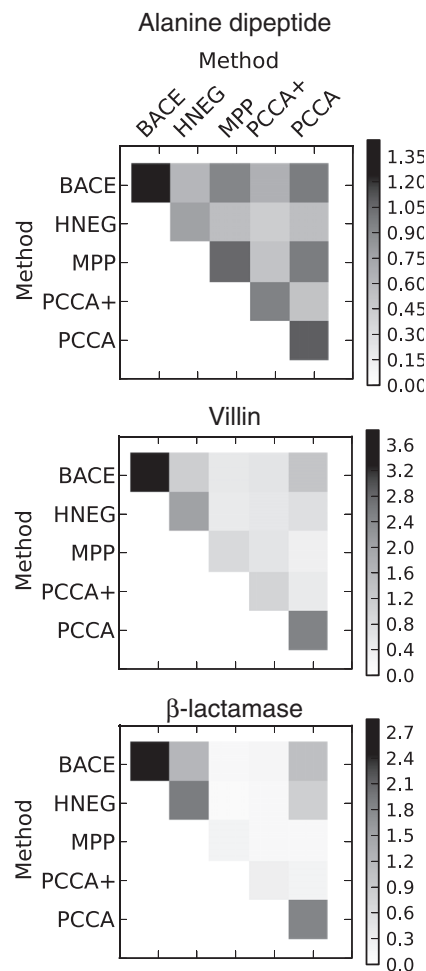 Alanine dipeptide
Method
BACE HNEG MPP PCCA+ PCCA
BACE
HNEG
MPP
PCCA+
PCCA
Method
1.35
1.20
1.05
0.90
0.75
0.60
0.45
0.30
0.15
0.00
Villin
BACE
HNEG
MPP
PCCA+
PCCA
Method
3.6
3.2
2.8
2.4
2.0
1.6
1.2
0.8
0.4
0.0
β-lactamase
BACE
HNEG
MPP
PCCA+
PCCA
Method
2.7
2.4
2.1
1.8
1.5
1.2
0.9
0.6
0.3
0.0